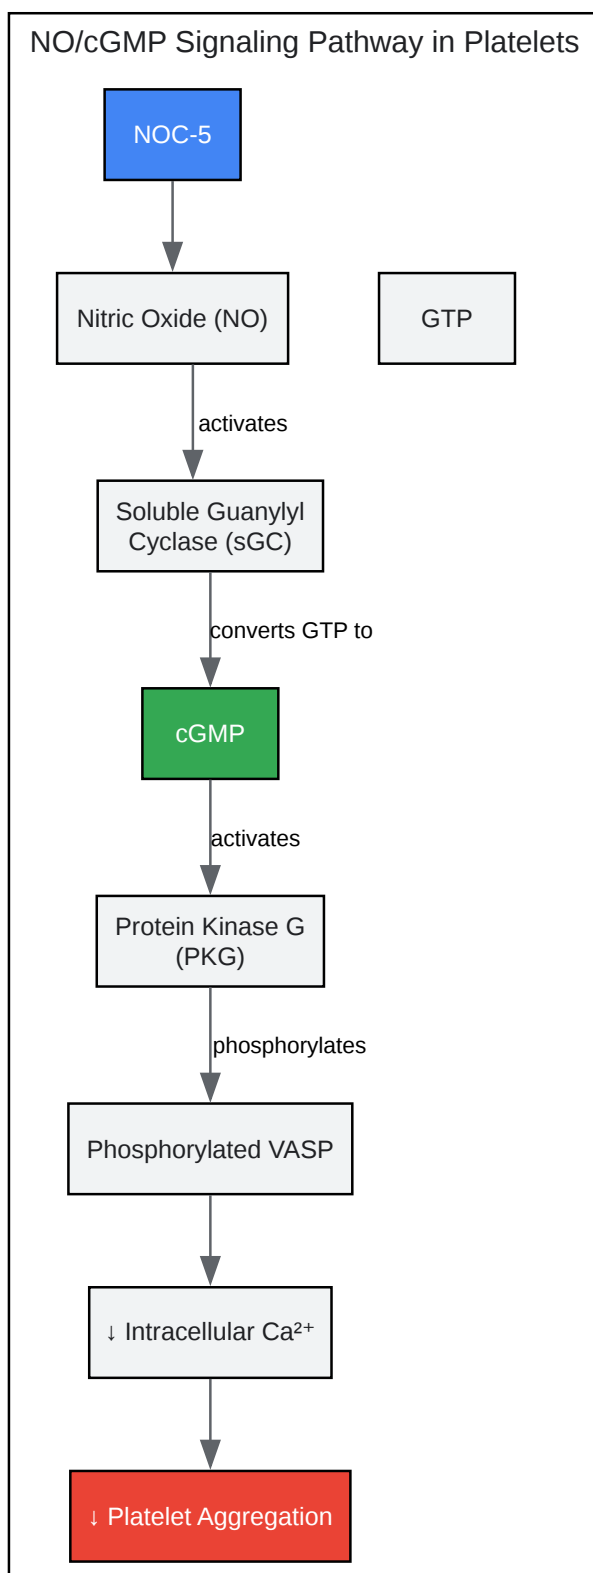 NO/cGMP Signaling Pathway in Platelets
NOC-5
Nitric Oxide (NO)
GTP
activates
Soluble Guanylyl
Cyclase (sGC)
converts GTP to
cGMP
activates
Protein Kinase G
(PKG)
phosphorylates
Phosphorylated VASP
↓ Intracellular Ca²⁺
↓ Platelet Aggregation